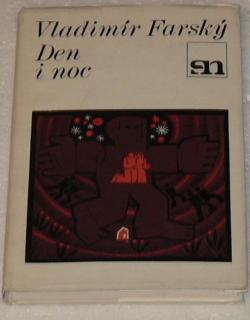 Vladimír Farský
Den
i noc
sn